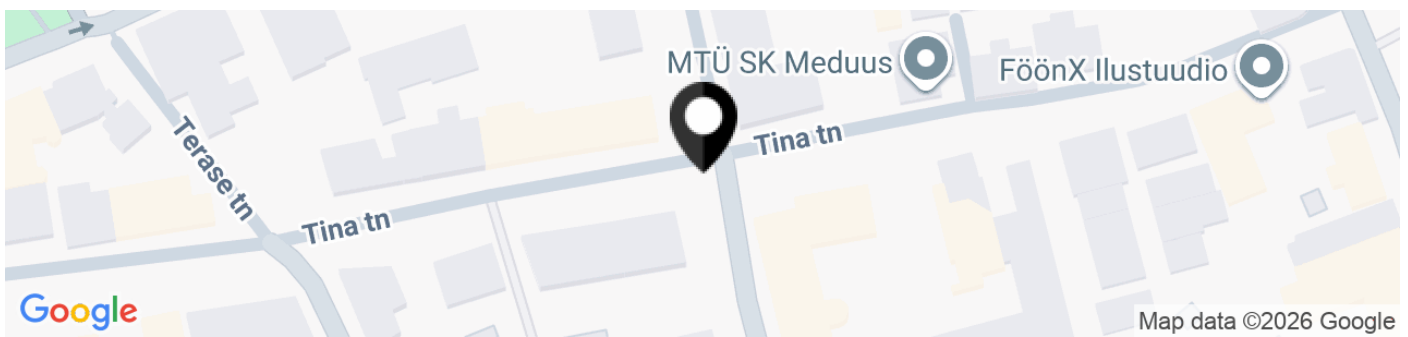 MTÜ SK Meduus
FöönX Ilustuudio
Tina tn
Terase tn
Tina tn
Google
Map data ©2026 Google